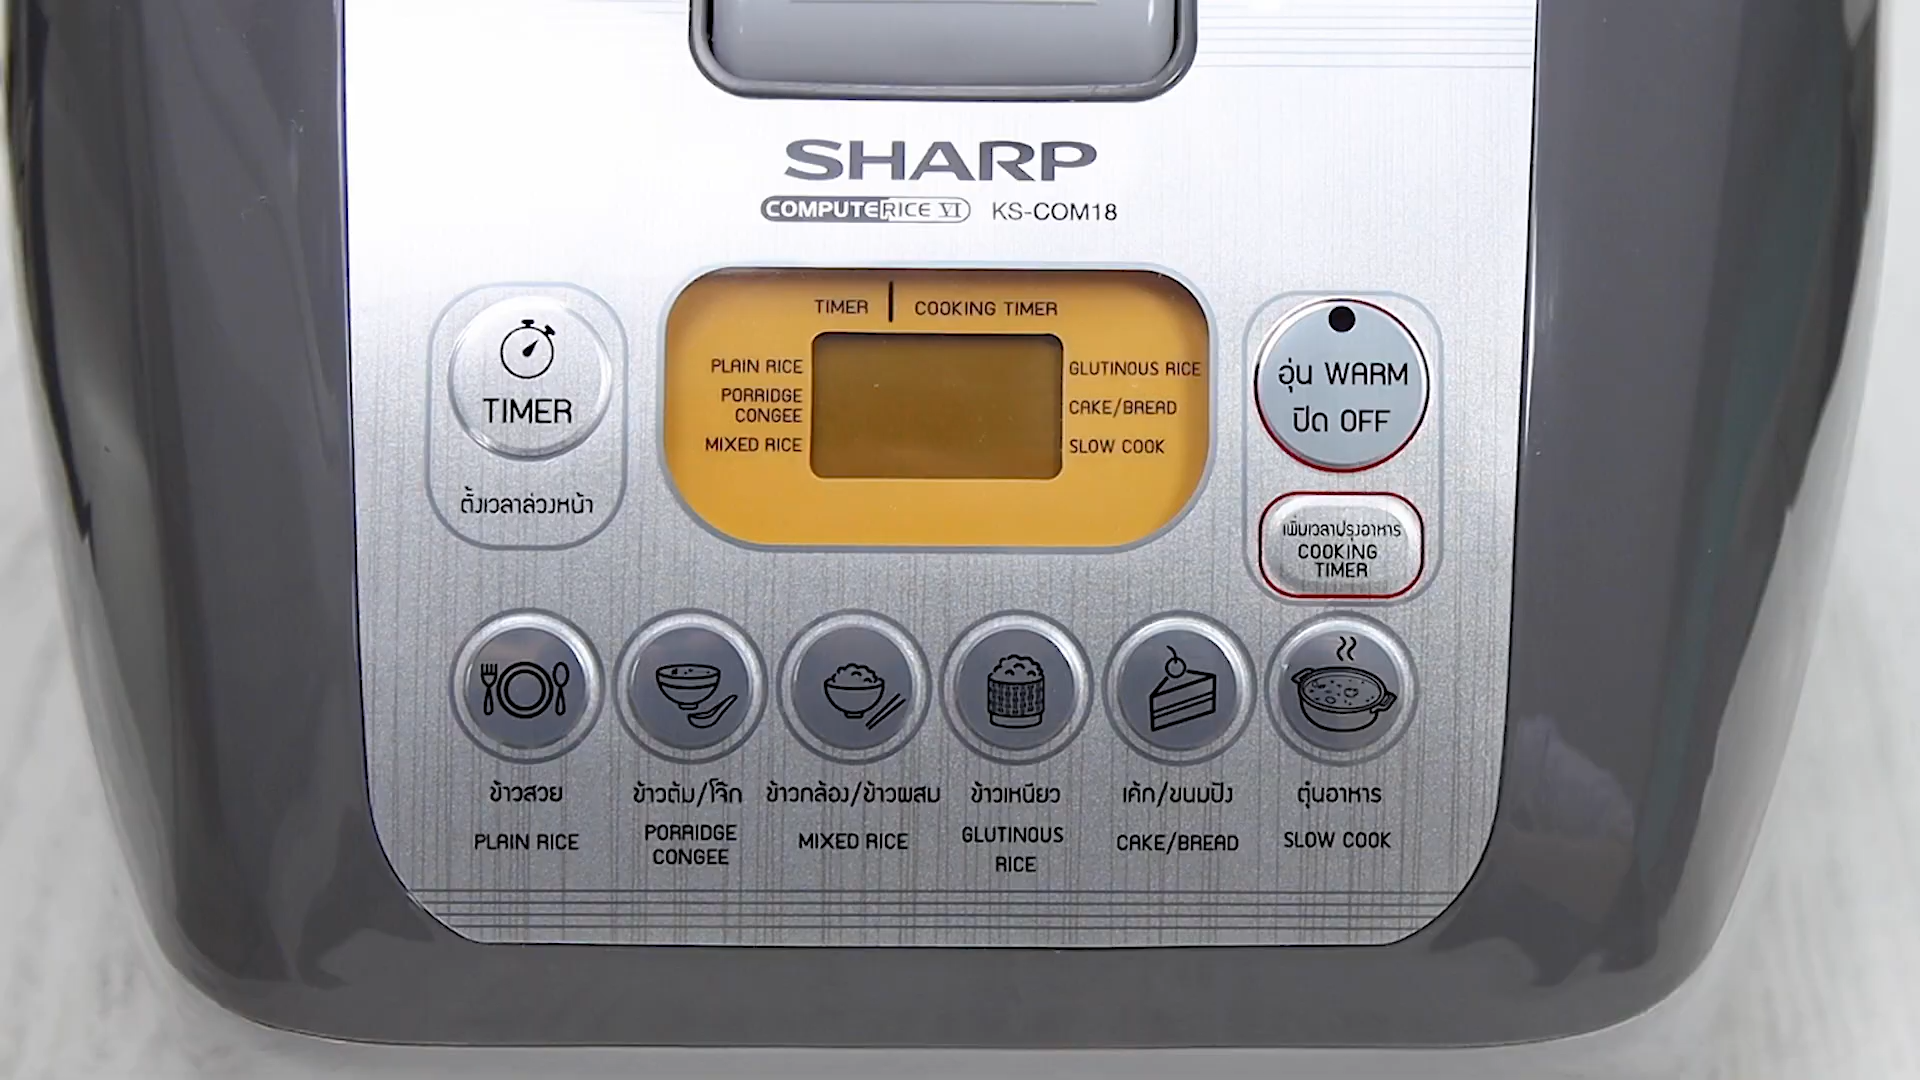 SHARP
COMPUTERICE VI KS-COM18
TIMER COOKING TIMER
PLAIN RICE
PORRIDGE
CONGEE
MIXED RICE
GLUTINOUS RICE
CAKE/BREAD
SLOW COOK
TIMER
ตั้งเวลาล่วงหน้า
อุ่น WARM
ปิด OFF
เพิ่มเวลาปรุงอาหาร
COOKING
TIMER
ข้าวสวย
PLAIN RICE
ข้าวต้ม/โจ๊ก
PORRIDGE
CONGEE
ข้าวกล้อง/ข้าวผสม
MIXED RICE
ข้าวเหนียว
GLUTINOUS
RICE
เค้ก/ขนมปัง
CAKE/BREAD
ตุ๋นอาหาร
SLOW COOK